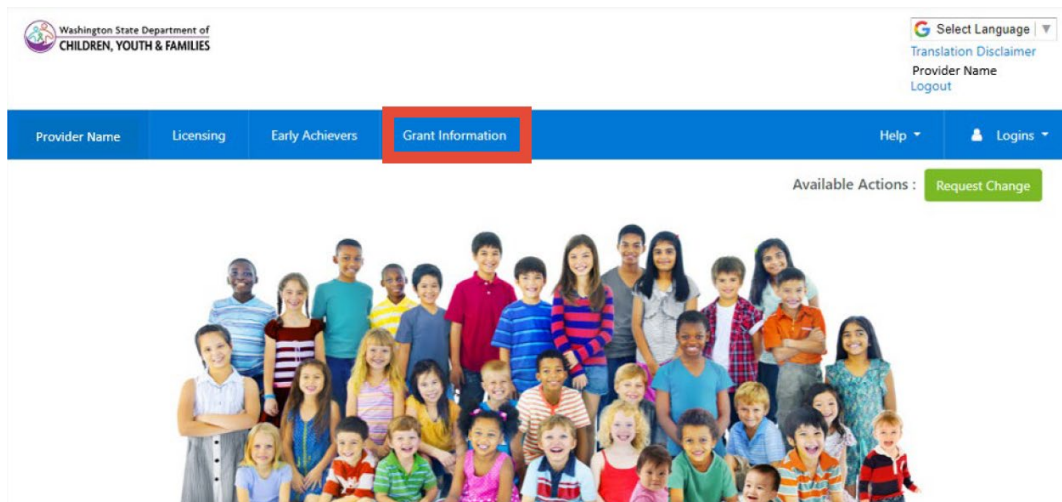 Washington State Department of
CHILDREN, YOUTH & FAMILIES
Select Language
Translation Disclaimer
Provider Name
Logout
Provider Name Licensing Early Achievers Grant Information Help Logins
Available Actions : Request Change